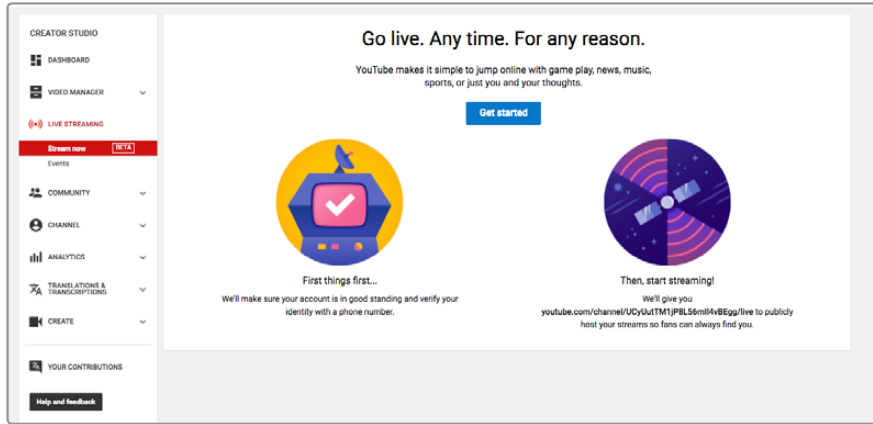 CREATOR STUDIO
DASHBOARD
VIDEO MANAGER
LIVE STREAMING
Stream now BETA
Events
COMMUNITY
CHANNEL
ANALYTICS
TRANSLATIONS &
TRANSCRIPTIONS
CREATE
YOUR CONTRIBUTIONS
Help and feedback
Go live. Any time. For any reason.
YouTube makes it simple to jump online with game play, news, music,
sports, or just you and your thoughts.
Get started
First things first...
We'll make sure your account is in good standing and verify your
identity with a phone number.
Then, start streaming!
We'll give you
youtube.com/channel/UCyUutTM1jP8L56mll4vBEgg/live to publicly
host your streams so fans can always find you.